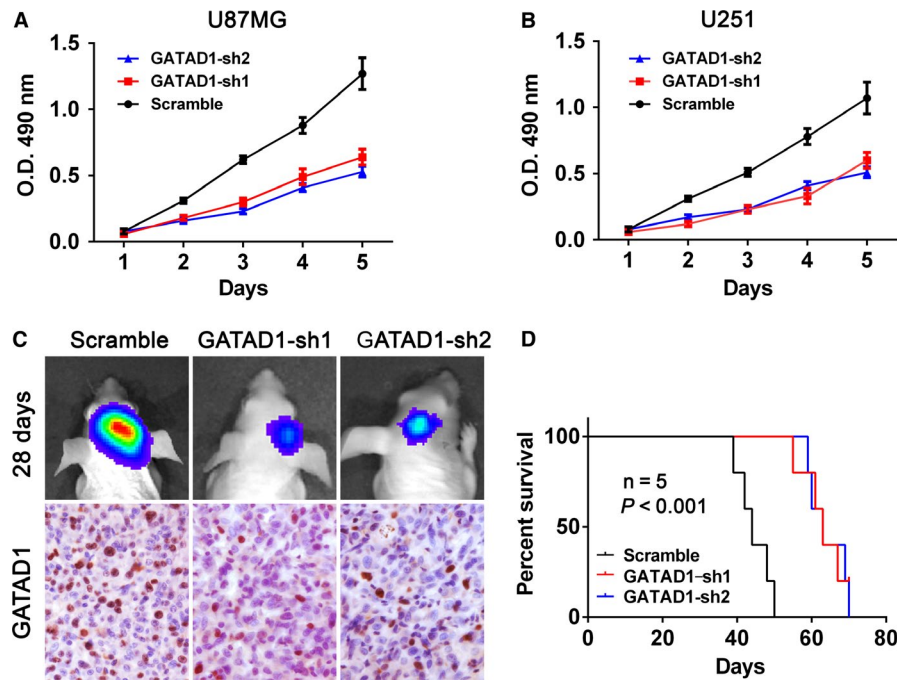 A
U87MG
O.D. 490 nm
1.5
1.0
0.5
0.0
GATAD1-sh2
GATAD1-sh1
Scramble
1 2 3 4 5
Days
B
U251
O.D. 490 nm
1.5
1.0
0.5
0.0
GATAD1-sh2
GATAD1-sh1
Scramble
1 2 3 4 5
Days
C
Scramble GATAD1-sh1 GATAD1-sh2
28 days
GATAD1
D
Percent survival
100
50
0
n = 5
P < 0.001
Scramble
GATAD1-sh1
GATAD1-sh2
0 20 40 60 80
Days